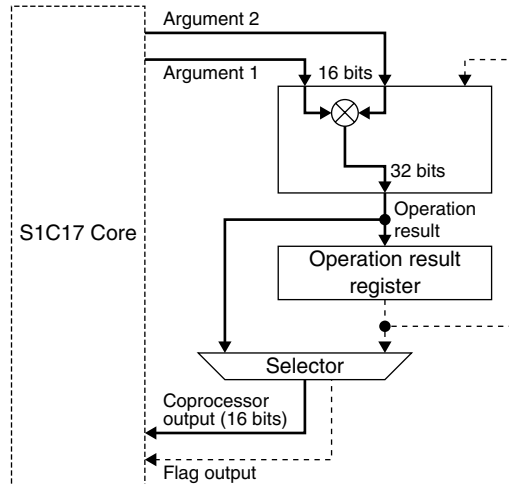 Argument 2
Argument 1
16 bits
32 bits
S1C17 Core
Operation
result
Operation result
register
Selector
Coprocessor
output (16 bits)
Flag output